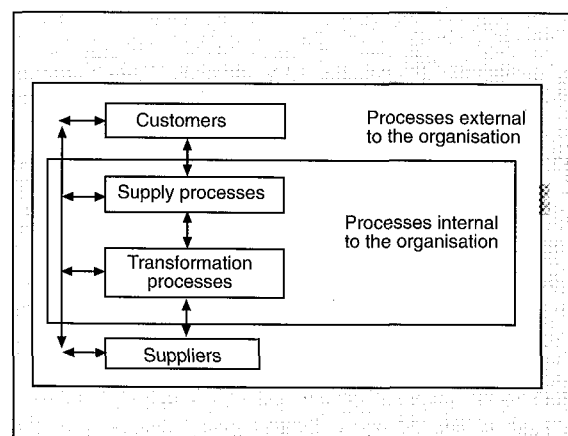 Customers
Processes external
to the organisation
Supply processes
Processes internal
to the organisation
Transformation
processes
Suppliers